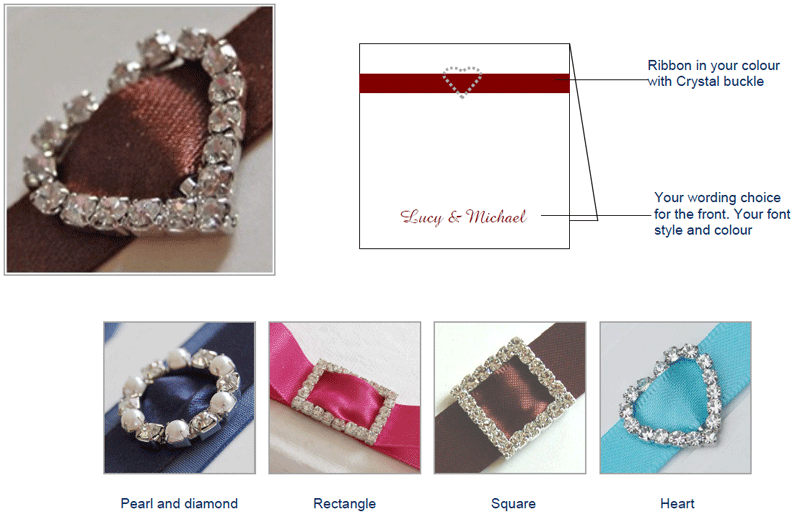 Ribbon in your colour
with Crystal buckle
Your wording choice
for the front. Your font
style and colour
Lucy & Michael
Pearl and diamond
Rectangle
Square
Heart